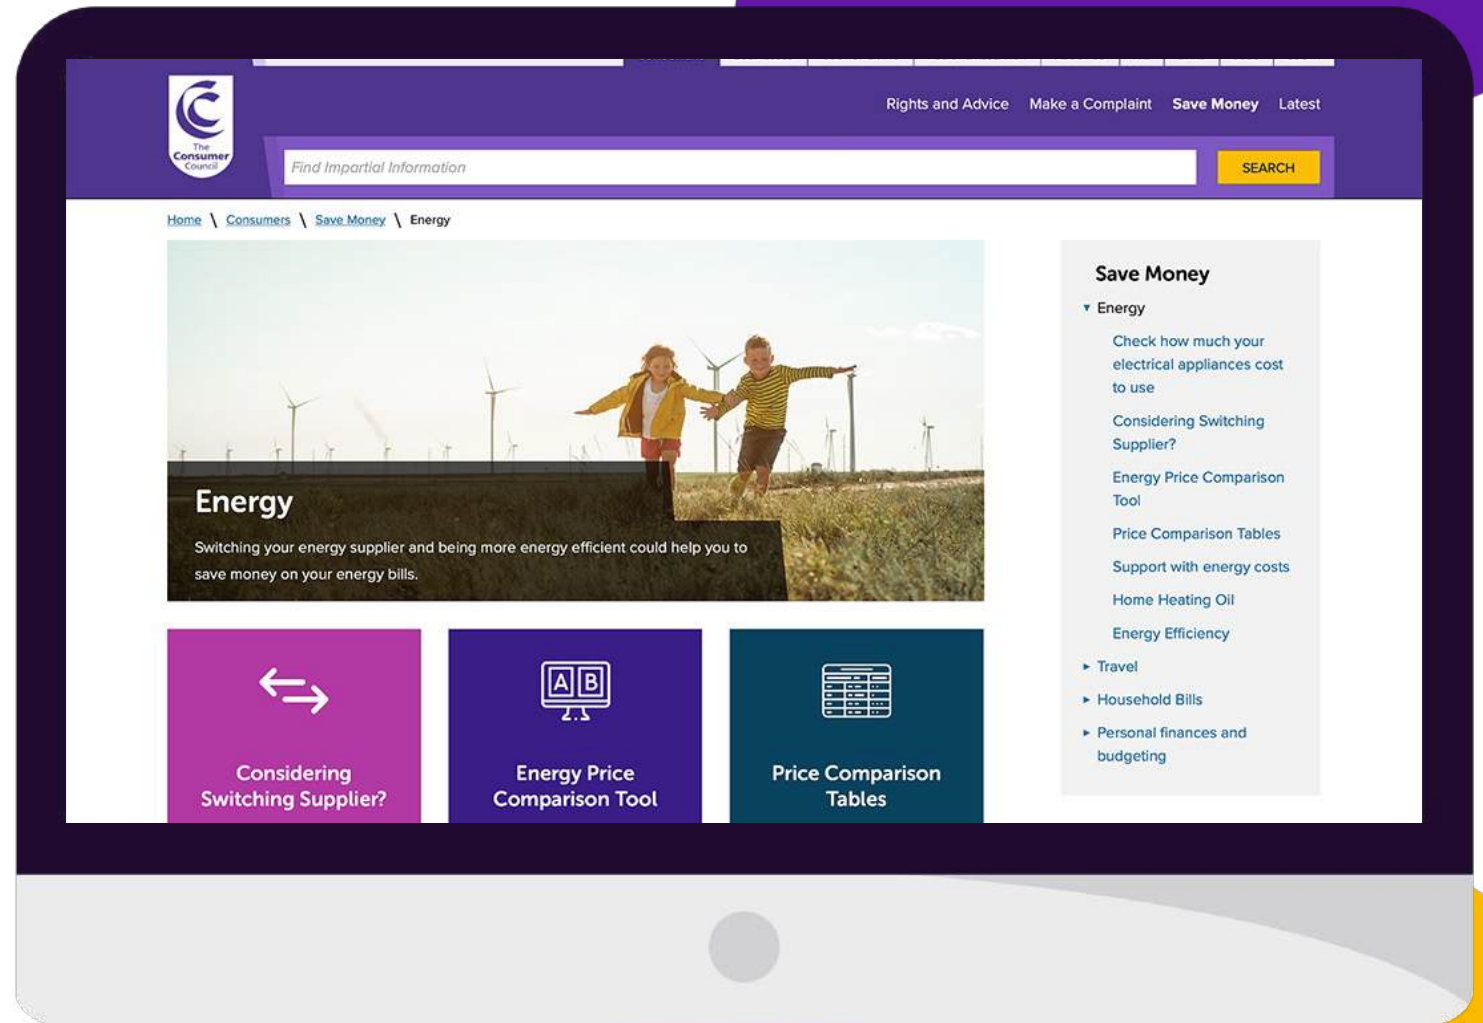 Rights and Advice Make a Complaint Save Money Latest
The
Consumer
Council
Find Impartial Information
SEARCH
Home \ Consumers \ Save Money \ Energy
Energy
Switching your energy supplier and being more energy efficient could help you to
save money on your energy bills.
Considering
Switching Supplier?
A B
Energy Price
Comparison Tool
Price Comparison
Tables
Save Money
Energy
Check how much your
electrical appliances cost
to use
Considering Switching
Supplier?
Energy Price Comparison
Tool
Price Comparison Tables
Support with energy costs
Home Heating Oil
Energy Efficiency
Travel
Household Bills
Personal finances and
budgeting